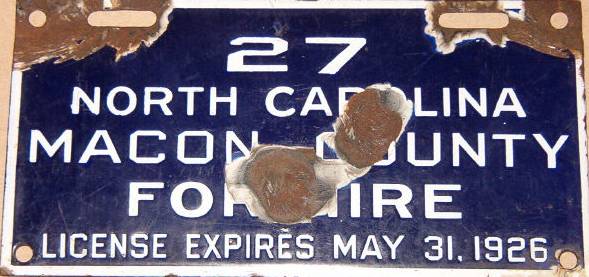 27
NORTH CAROLINA
MACON COUNTY
FOR HIRE
LICENSE EXPIRES MAY 31, 1926